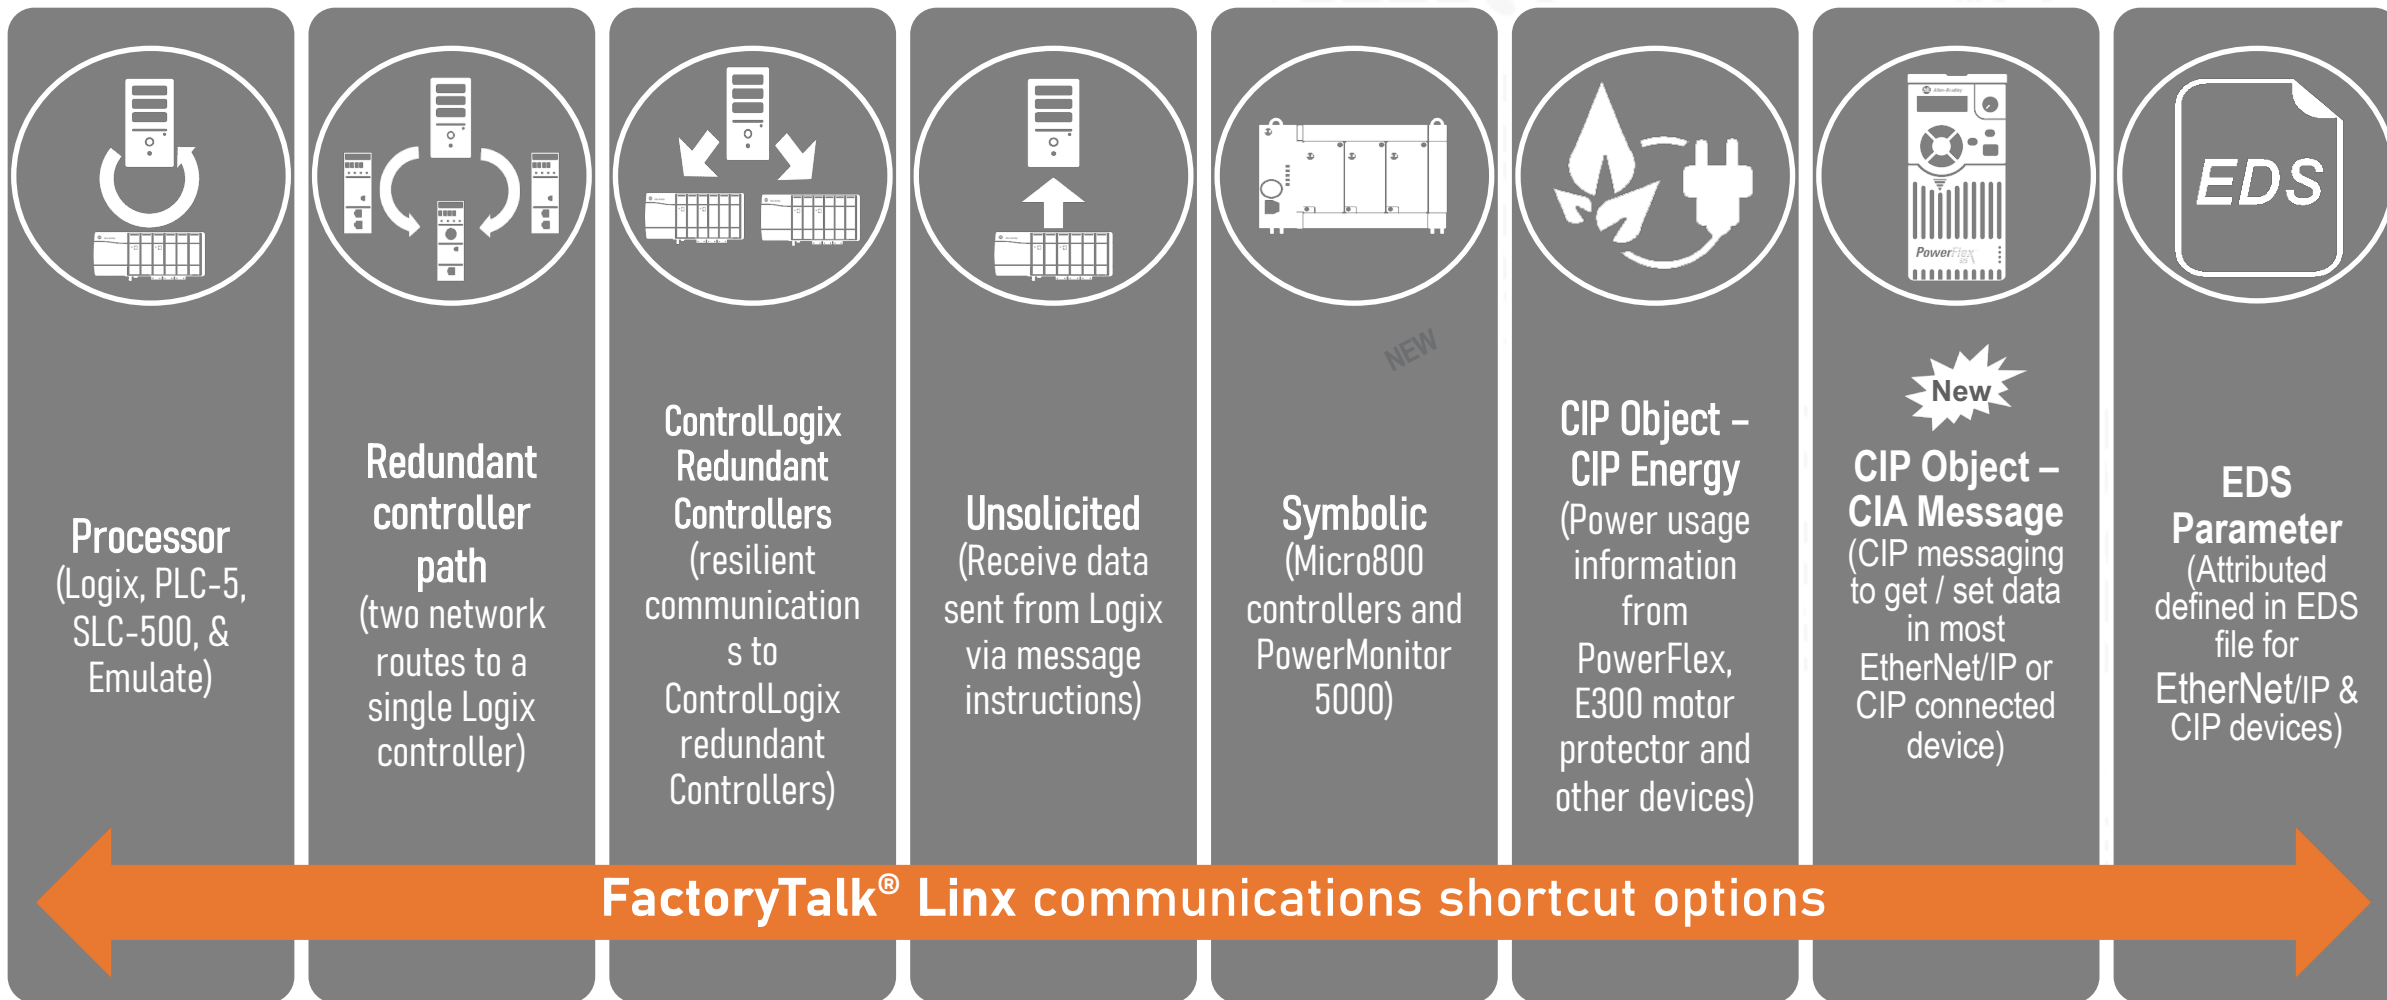 Processor
(Logix, PLC-5,
SLC-500, &
Emulate)
Redundant
controller
path
(two network
routes to a
single Logix
controller)
ControlLogix
Redundant
Controllers
(resilient
communication
s to
ControlLogix
redundant
Controllers)
Unsolicited
(Receive data
sent from Logix
via message
instructions)
NEW
Symbolic
(Micro800
controllers and
PowerMonitor
5000)
CIP Object –
CIP Energy
(Power usage
information
from
PowerFlex,
E300 motor
protector and
other devices)
Allen-Bradley
PowerFlex
New
CIP Object –
CIA Message
(CIP messaging
to get / set data
in most
EtherNet/IP or
CIP connected
device)
EDS
EDS
Parameter
(Attributed
defined in EDS
file for
EtherNet/IP &
CIP devices)
FactoryTalk® Linx communications shortcut options